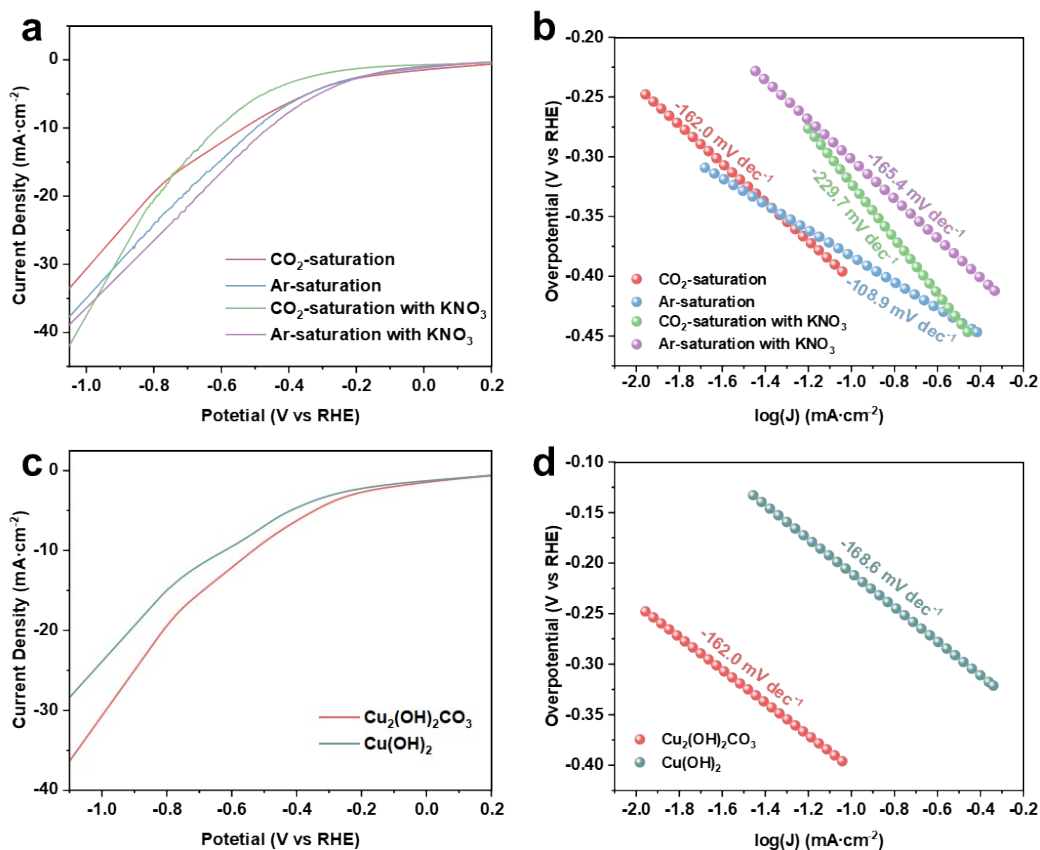 a
Current Density (mA·cm⁻²)
0
-10
-20
-30
-40
CO₂-saturation
Ar-saturation
CO₂-saturation with KNO₃
Ar-saturation with KNO₃
-1.0 -0.8 -0.6 -0.4 -0.2 0.0 0.2
Potetial (V vs RHE)
b
Overpotential (V vs RHE)
-0.20
-0.25
-0.30
-0.35
-0.40
-0.45
-162.0 mV dec⁻¹
-165.4 mV dec⁻¹
-229.7 mV dec⁻¹
-108.9 mV dec⁻¹
CO₂-saturation
Ar-saturation
CO₂-saturation with KNO₃
Ar-saturation with KNO₃
-2.0 -1.8 -1.6 -1.4 -1.2 -1.0 -0.8 -0.6 -0.4 -0.2
log(J) (mA·cm⁻²)
c
Current Density (mA·cm⁻²)
0
-10
-20
-30
-40
Cu₂(OH)₂CO₃
Cu(OH)₂
-1.0 -0.8 -0.6 -0.4 -0.2 0.0 0.2
Potetial (V vs RHE)
d
Overpotential (V vs RHE)
-0.10
-0.15
-0.20
-0.25
-0.30
-0.35
-0.40
-168.6 mV dec⁻¹
-162.0 mV dec⁻¹
Cu₂(OH)₂CO₃
Cu(OH)₂
-2.0 -1.8 -1.6 -1.4 -1.2 -1.0 -0.8 -0.6 -0.4 -0.2
log(J) (mA·cm⁻²)